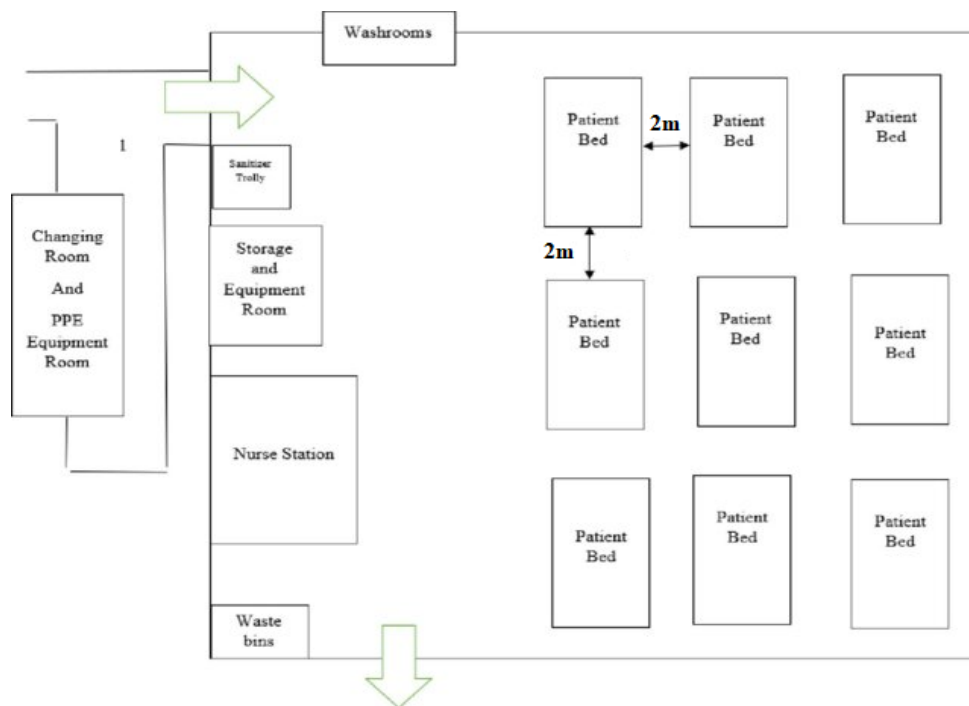 Washrooms
Patient
Bed
2m
Patient
Bed
Patient
Bed
1
Sanitizer
Trolly
Changing
Room
And
PPE
Equipment
Room
Storage
and
Equipment
Room
2m
Patient
Bed
Patient
Bed
Patient
Bed
Nurse Station
Patient
Bed
Patient
Bed
Patient
Bed
Waste
bins